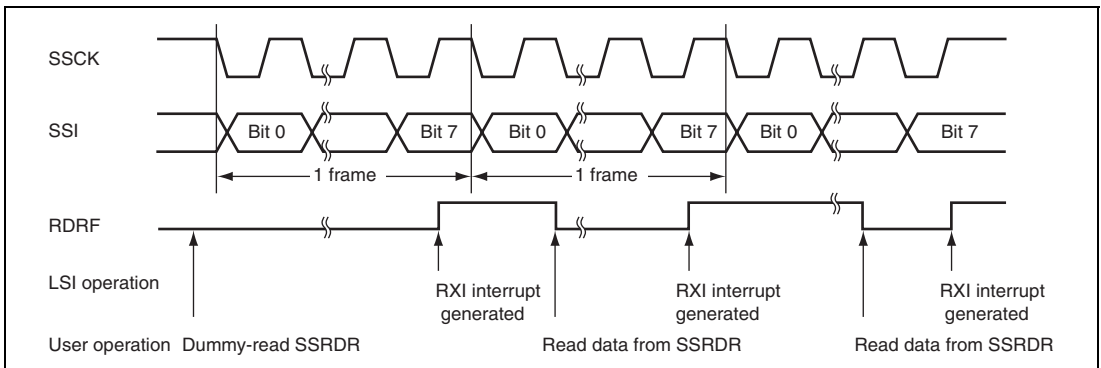 SSCK
SSI Bit 0 Bit 7 Bit 0 Bit 7 Bit 0 Bit 7
1 frame 1 frame
RDRF
LSI operation RXI interrupt generated RXI interrupt generated RXI interrupt generated
User operation Dummy-read SSRDR Read data from SSRDR Read data from SSRDR